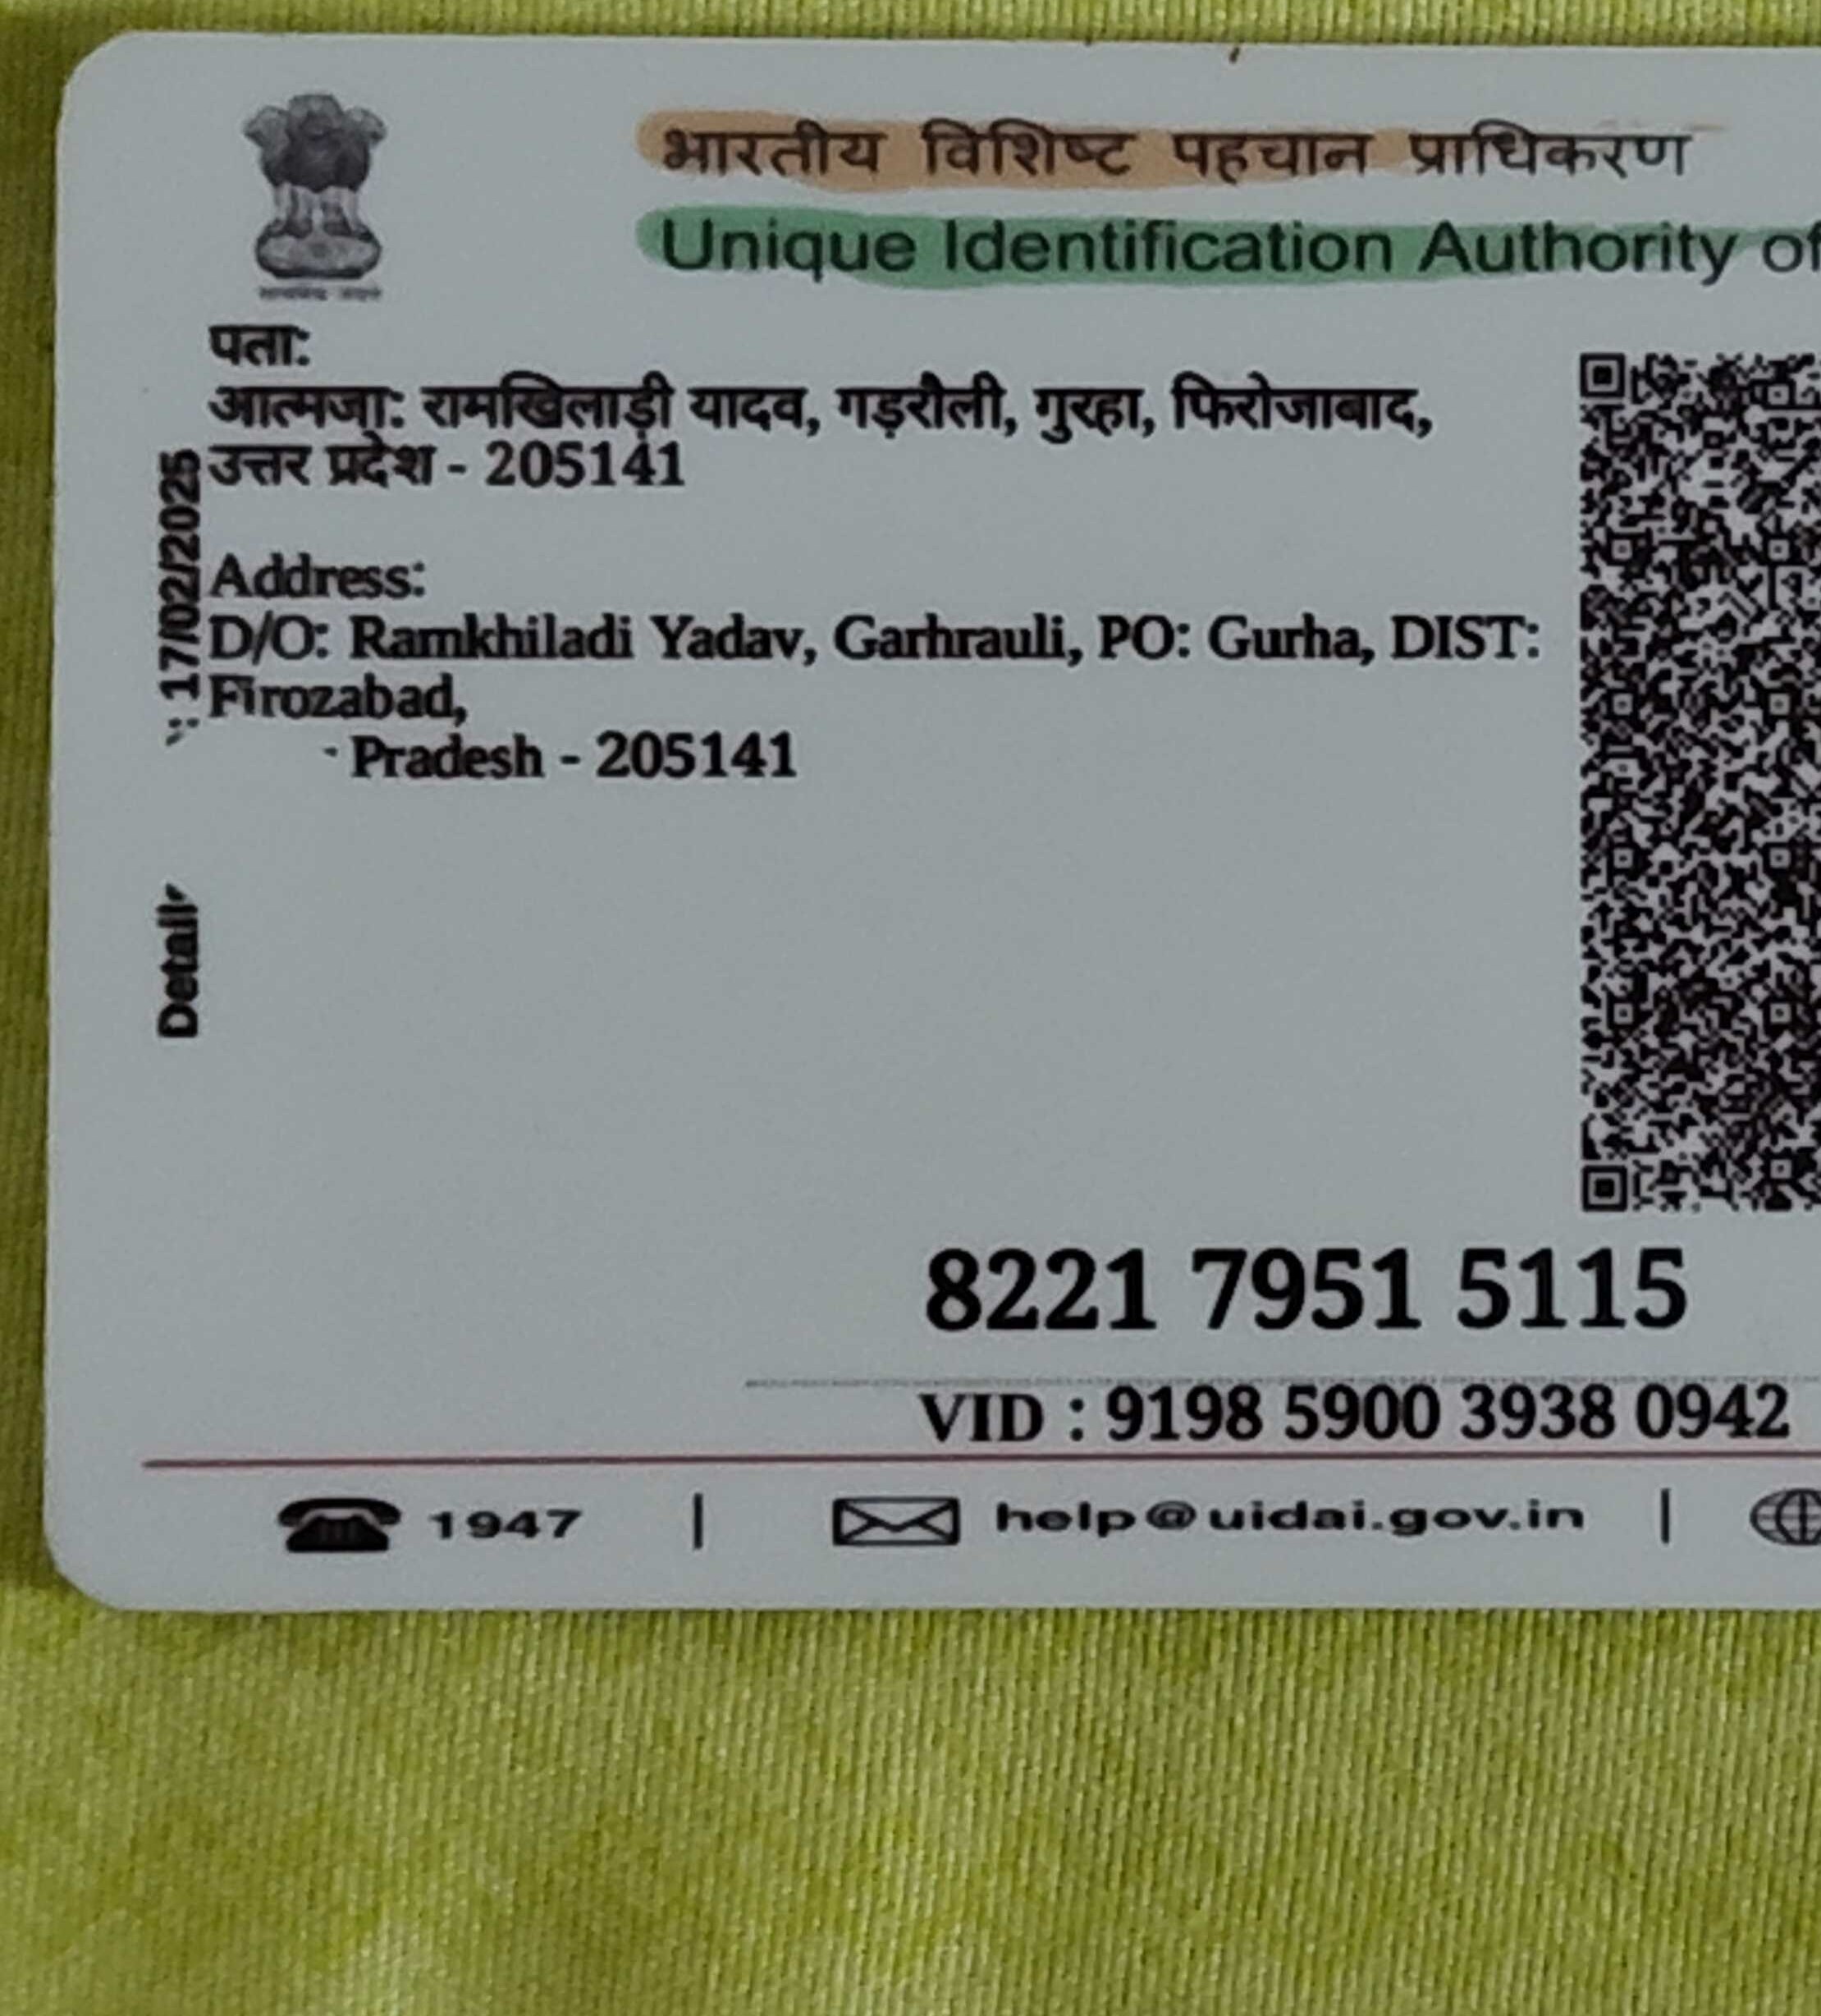 भारतीय विशिष्ट पहचान प्राधिकरण
Unique Identification Authority of
पता:
आत्मजा: रामखिलाड़ी यादव, गड़रौली, गुरहा, फिरोजाबाद,
उत्तर प्रदेश - 205141
Address:
D/O: Ramkhiladi Yadav, Garhrauli, PO: Gurha, DIST:
Firozabad,
Pradesh - 205141
: 17/02/2025
8221 7951 5115
VID : 9198 5900 3938 0942
1947 | help@uidai.gov.in |